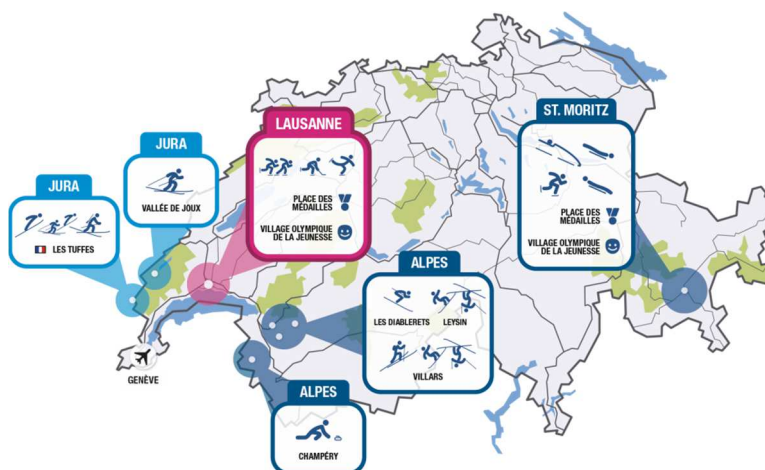 JURA
LES TUFFES
JURA
VALLÉE DE JOUX
LAUSANNE
PLACE DES
MÉDAILLES
VILLAGE OLYMPIQUE
DE LA JEUNESSE
ST. MORITZ
PLACE DES
MÉDAILLES
VILLAGE OLYMPIQUE
DE LA JEUNESSE
ALPES
LES DIABLERETS
LEYSIN
VILLARS
GENÈVE
ALPES
CHAMPÉRY